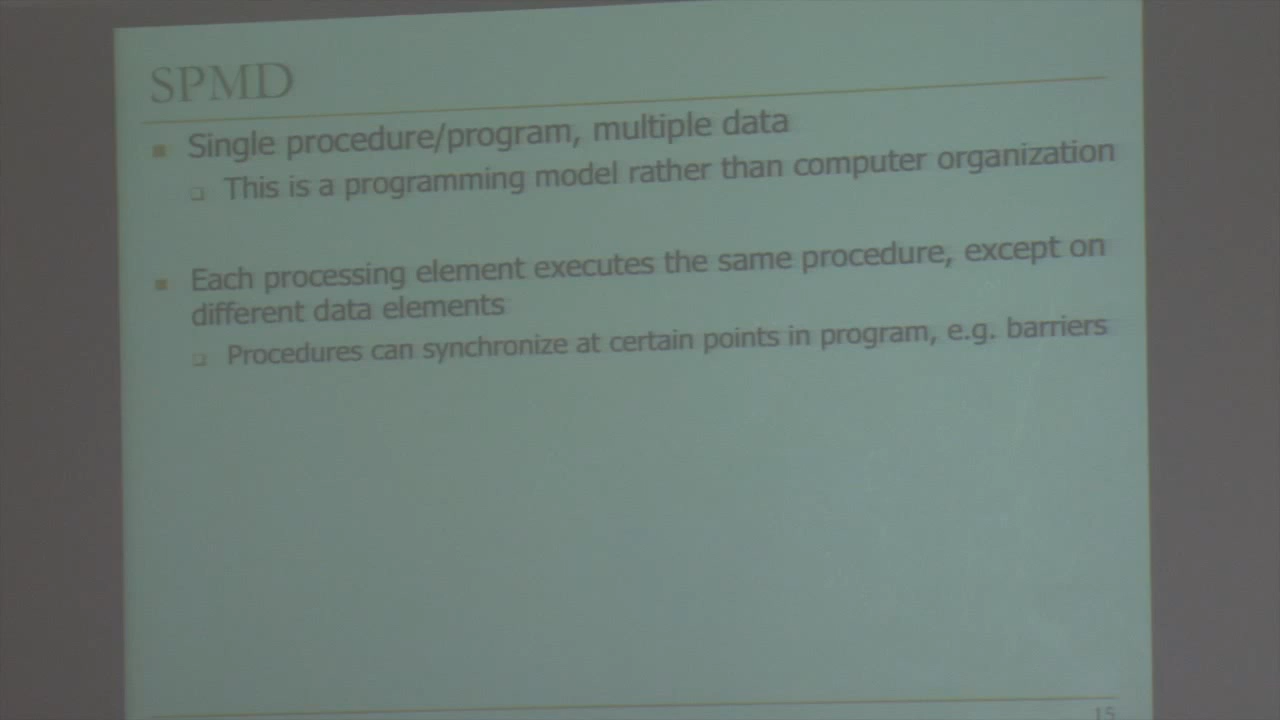 SPMD
Single procedure/program, multiple data
This is a programming model rather than computer organization
Each processing element executes the same procedure, except on
different data elements
Procedures can synchronize at certain points in program, e.g. barriers
15